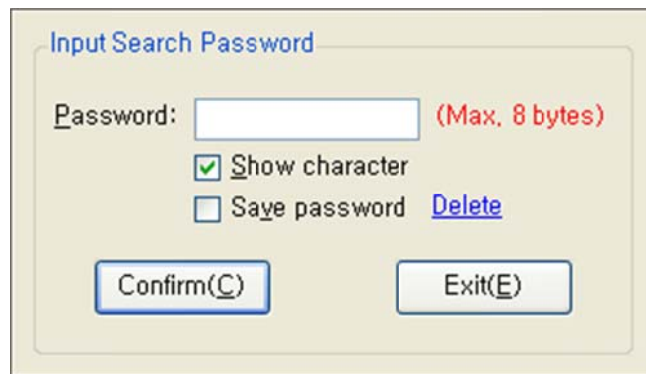 Input Search Password
Password: (Max. 8 bytes)
Show character
Save password Delete
Confirm(C) Exit(E)